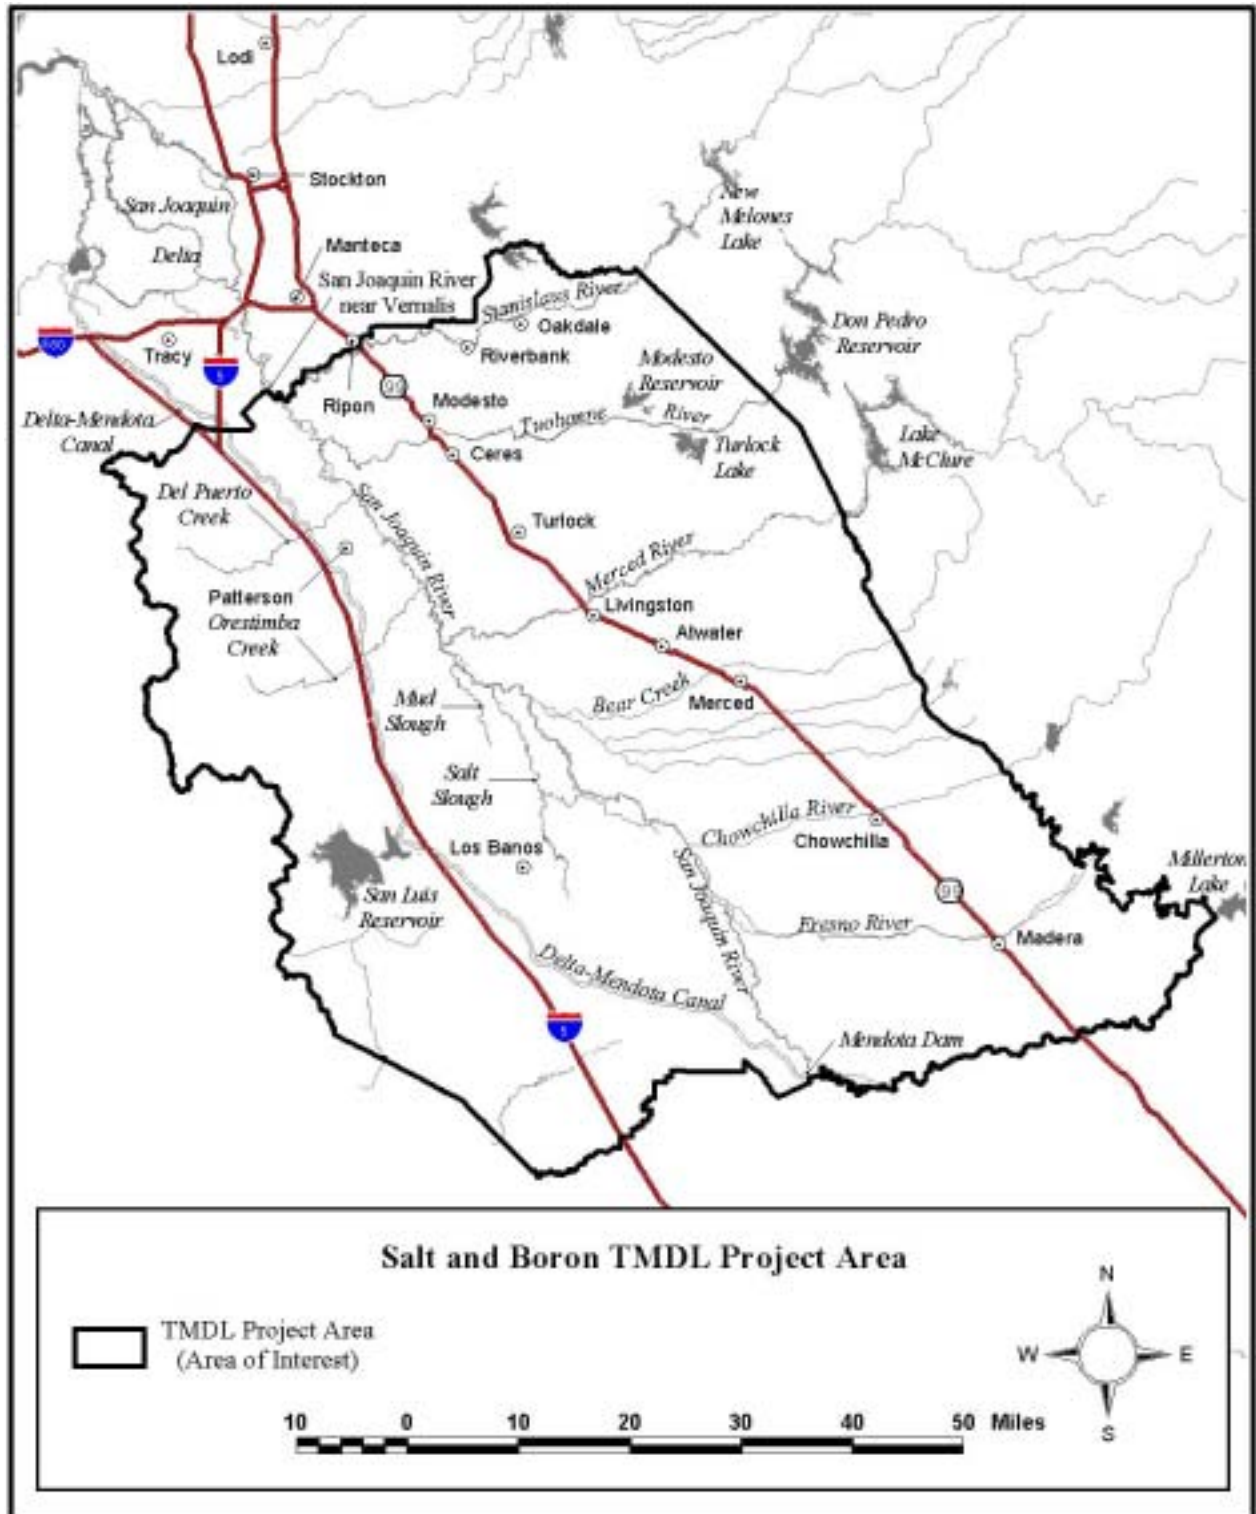 Lodi
Stockton
San Joaquin
Delta
Manteca
San Joaquin River
near Vernalis
New
Melones
Lake
Stanislaus River
Oakdale
Riverbank
Don Pedro
Reservoir
Modesto
Reservoir
Tracy
5
Ripon
99
Modesto
Tuolumne River
Delta-Mendota
Canal
Ceres
Turlock
Lake
Lake
McClure
Del Puerto
Creek
San Joaquin River
Turlock
Merced River
Patterson
Orestimba
Creek
Livingston
Atwater
Mud
Slough
Bear Creek
Merced
Salt
Slough
Chowchilla River
Chowchilla
Los Banos
San Joaquin River
Millerton
Lake
San Luis
Reservoir
99
Fresno River
Madera
Delta-Mendota Canal
5
Mendota Dam
Salt and Boron TMDL Project Area
TMDL Project Area
(Area of Interest)
N
W E
S
10 0 10 20 30 40 50 Miles